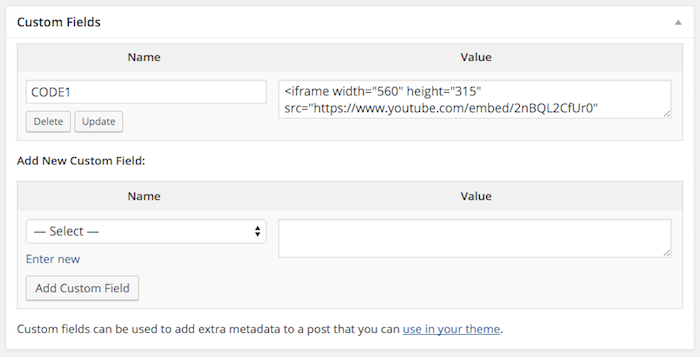 Custom Fields
Name Value
CODE1 <iframe width="560" height="315"
src="https://www.youtube.com/embed/2nBQL2CfUr0"
Delete Update
Add New Custom Field:
Name Value
— Select —
Enter new
Add Custom Field
Custom fields can be used to add extra metadata to a post that you can use in your theme.